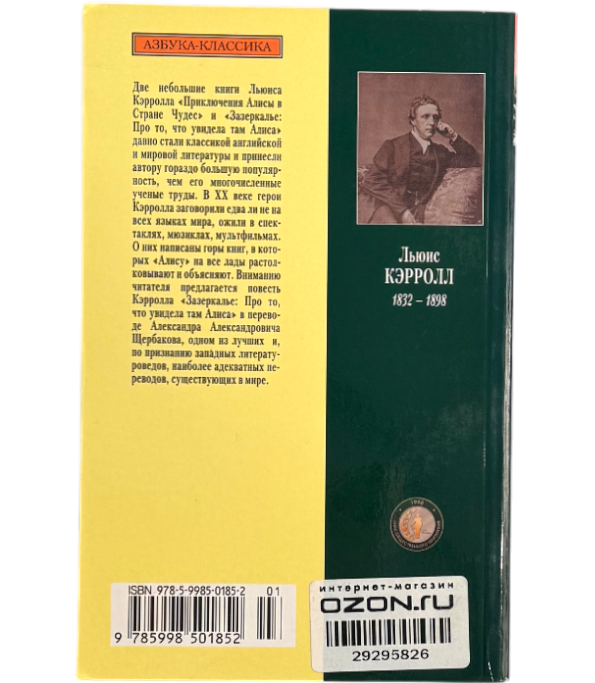 АЗБУКА-КЛАССИКА
Две небольшие книги Льюиса
Кэрролла «Приключения Алисы в
Стране Чудес» и «Зазеркалье:
Про то, что увидела там Алиса»
давно стали классикой английской
и мировой литературы и принесли
автору гораздо большую популяр-
ность, чем его многочисленные
ученые труды. В XX веке герои
Кэрролла заговорили едва ли не на
всех языках мира, ожили в спек-
таклях, мюзиклах, мультфильмах.
О них написаны горы книг, в кото-
рых «Алису» на все лады растол-
ковывают и объясняют. Вниманию
читателя предлагается повесть
Кэрролла «Зазеркалье: Про то,
что увидела там Алиса» в перево-
де Александра Александровича
Щербакова, одном из лучших и,
по признанию западных литерату-
роведов, наиболее адекватных пе-
реводов, существующих в мире.
Льюис
КЭРРОЛЛ
1832 – 1898
ISBN 978-5-9985-0185-2
01
9 785998 501852
интернет-магазин
OZON.ru
29295826